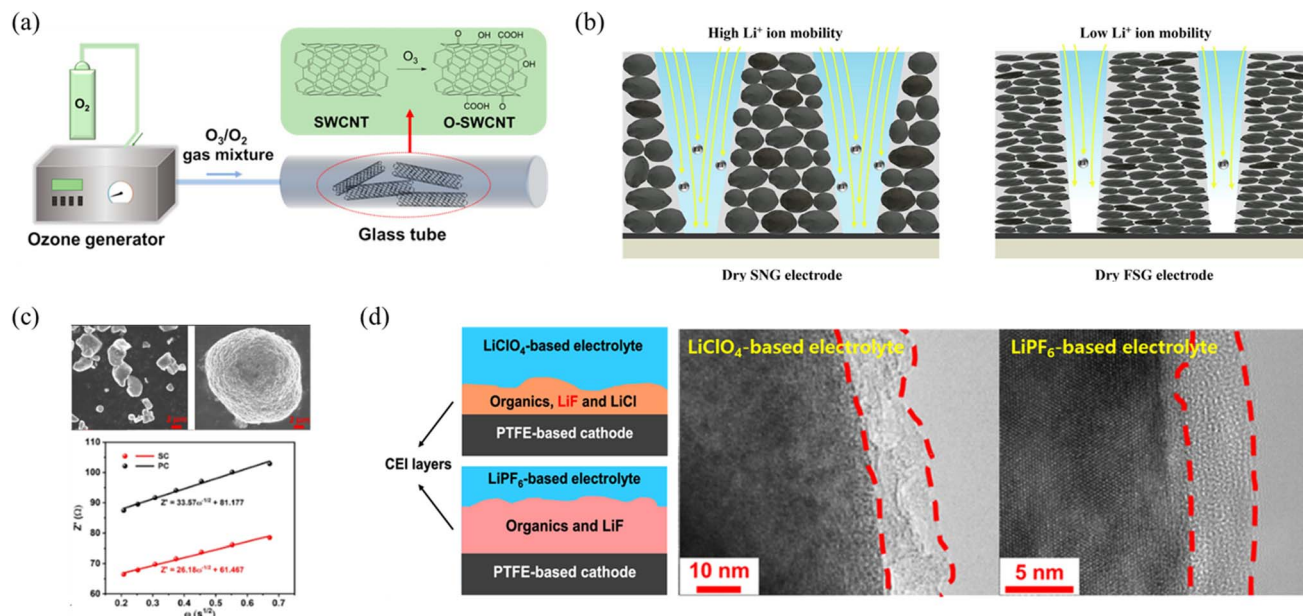 (a)
O₂
O₃/O₂
gas mixture
Ozone generator
COOH
OH
O
O₃
OH
COOH
O
SWCNT
O-SWCNT
Glass tube
(b)
High Li⁺ ion mobility
Dry SNG electrode
Low Li⁺ ion mobility
Dry FSG electrode
(c)
110
100
90
80
70
60
Z' (Ω)
SC
PC
Z' = 33.57ω⁻¹/² + 81.177
Z' = 26.18ω⁻¹/² + 61.467
0.2 0.3 0.4 0.5 0.6 0.7
(d)
LiClO₄-based electrolyte
Organics, LiF and LiCl
PTFE-based cathode
CEI layers
LiPF₆-based electrolyte
Organics and LiF
PTFE-based cathode
LiClO₄-based electrolyte
10 nm
LiPF₆-based electrolyte
5 nm